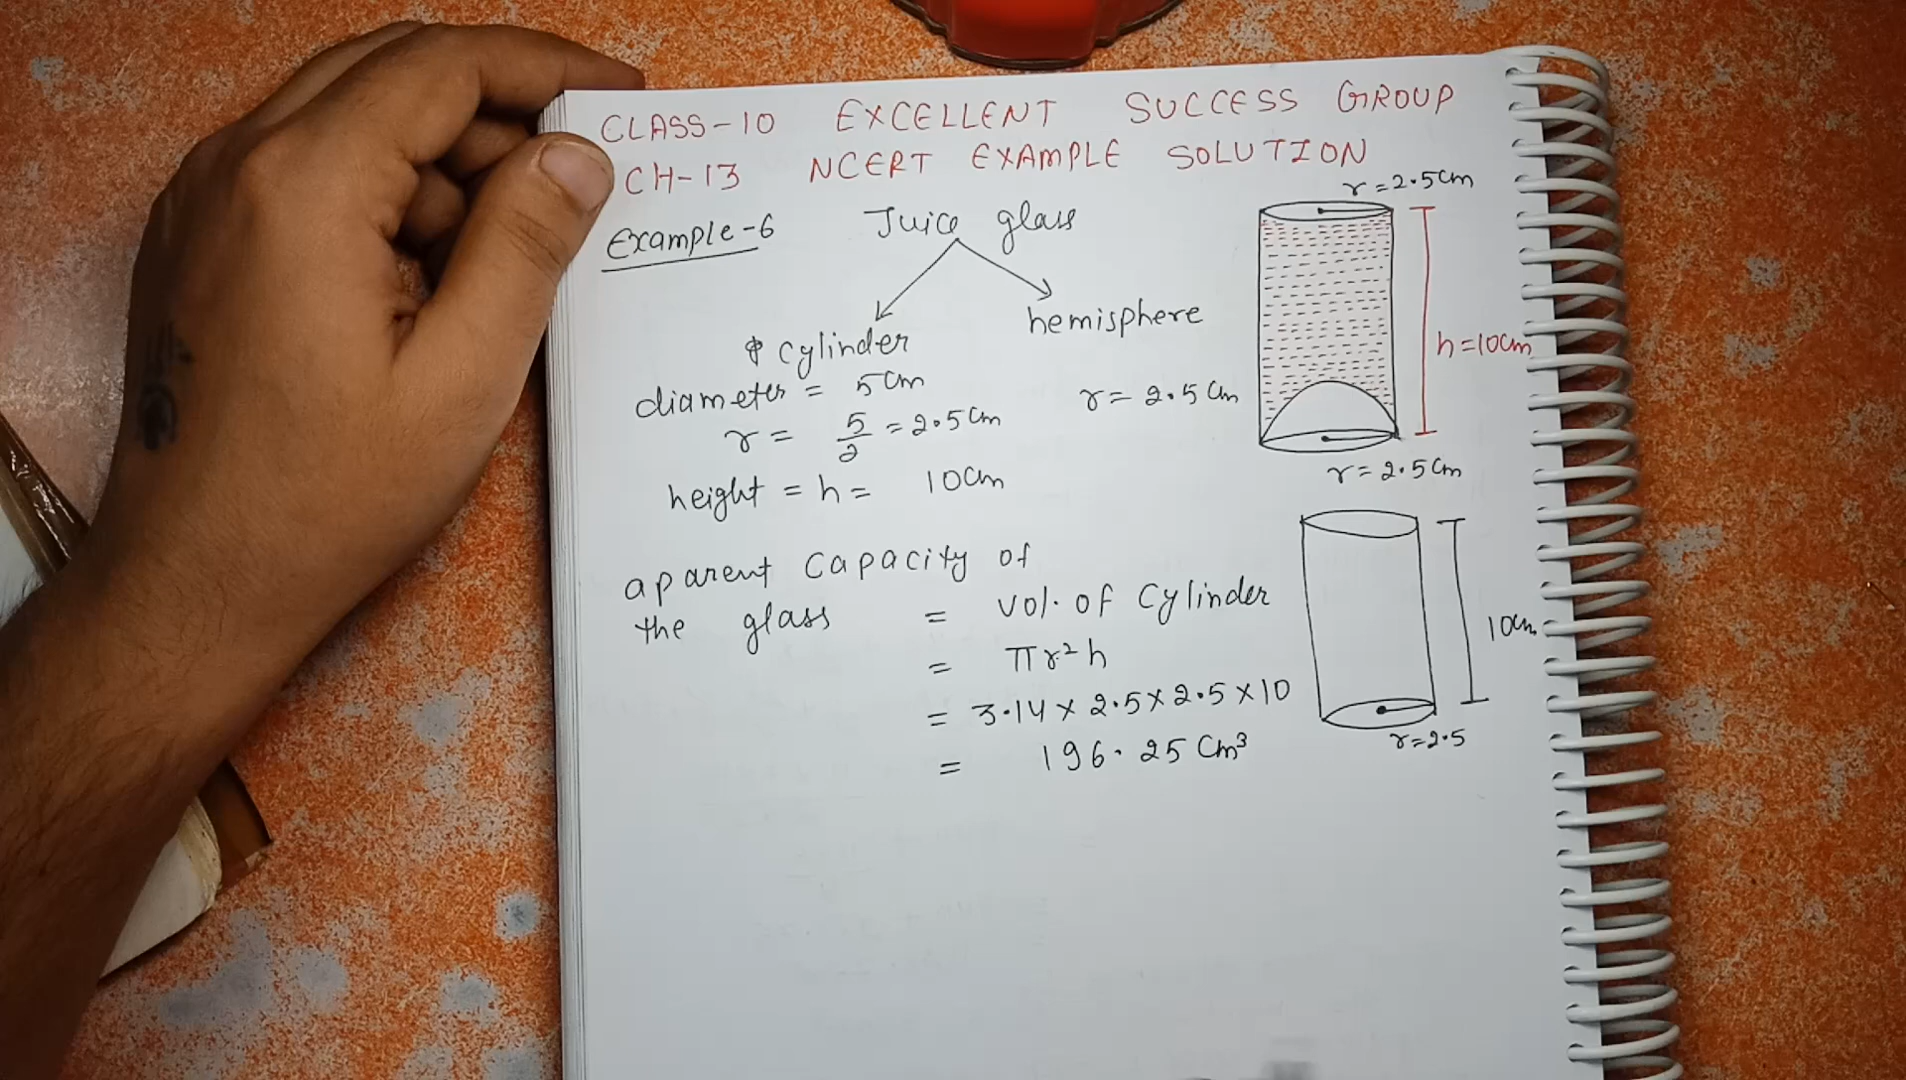 CLASS-10 EXCELLENT SUCCESS GROUP
CH-13 NCERT EXAMPLE SOLUTION
Example-6 Juice glass
cylinder hemisphere
diameter = 5cm
r = 5/2 = 2.5cm
r = 2.5cm
height = h = 10cm
r = 2.5cm
h = 10cm
r = 2.5cm
aparent capacity of
the glass = vol. of cylinder
= πr²h
= 3.14 × 2.5 × 2.5 × 10
= 196.25 cm³
10cm
r = 2.5